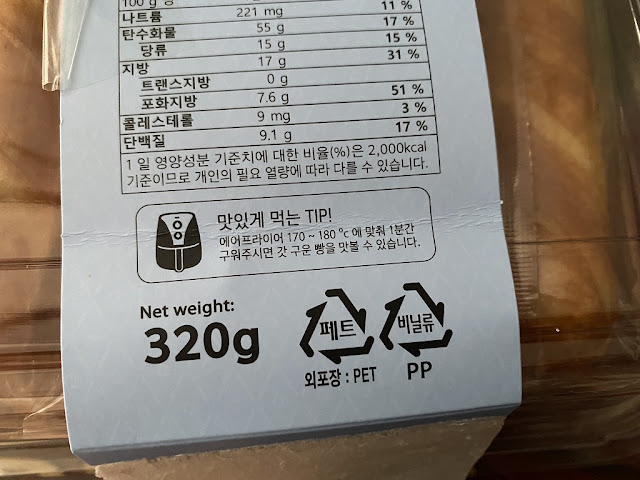 100 g 당
나트륨 221 mg 11 %
탄수화물 55 g 17 %
당류 15 g 15 %
지방 17 g 31 %
트랜스지방 0 g
포화지방 7.6 g 51 %
콜레스테롤 9 mg 3 %
단백질 9.1 g 17 %
1 일 영양성분 기준치에 대한 비율(%)은 2,000kcal
기준이므로 개인의 필요 열량에 따라 다를 수 있습니다.
맛있게 먹는 TIP!
에어프라이어 170 ~ 180 °c 에 맞춰 1분간
구워주시면 갓 구운 빵을 맛볼 수 있습니다.
Net weight:
320g
페트 비닐류
외포장 : PET PP